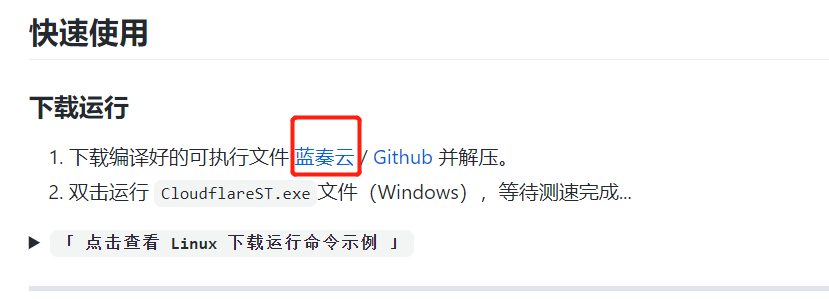 快速使用
下载运行
1. 下载编译好的可执行文件 蓝奏云 / Github 并解压。
2. 双击运行 CloudflareST.exe 文件（Windows），等待测速完成...
▶ 「 点击查看 Linux 下载运行命令示例 」